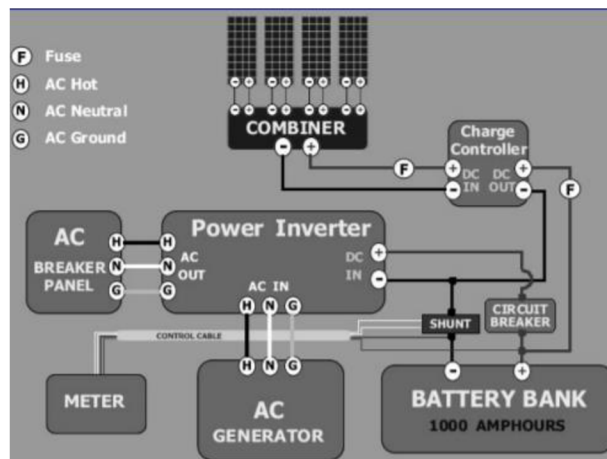 F Fuse
H AC Hot
N AC Neutral
G AC Ground
− + − + − + − +
COMBINER
− +
Charge
Controller
F
+ DC DC +
− IN OUT −
F
AC
BREAKER
PANEL
H H
N N
G G
Power Inverter
AC
OUT
DC +
IN −
AC IN
H N G
CONTROL CABLE
SHUNT
CIRCUIT
BREAKER
METER
H N G
AC
GENERATOR
− +
BATTERY BANK
1000 AMPHOURS